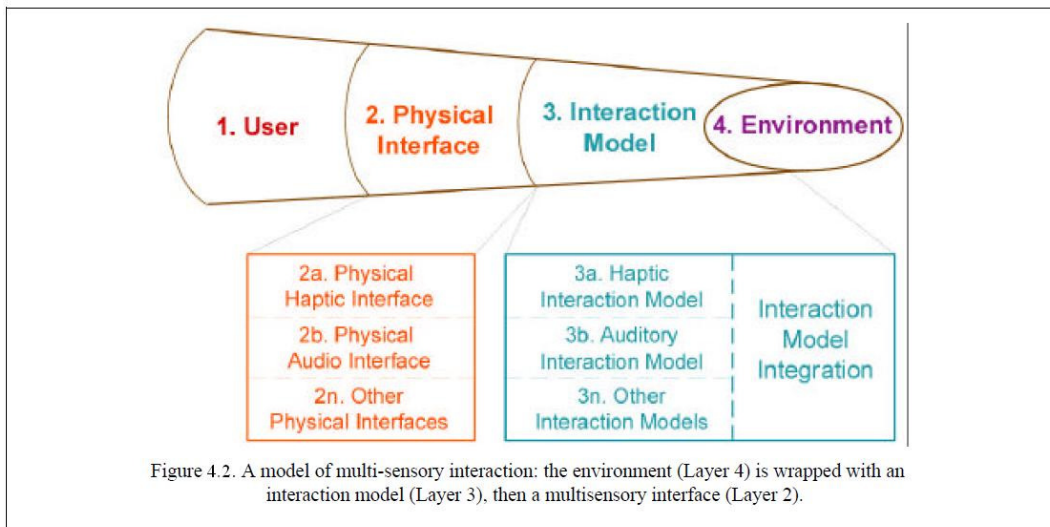 1. User
2. Physical
Interface
3. Interaction
Model
4. Environment
2a. Physical
Haptic Interface
2b. Physical
Audio Interface
2n. Other
Physical Interfaces
3a. Haptic
Interaction Model
3b. Auditory
Interaction Model
3n. Other
Interaction Models
Interaction
Model
Integration
Figure 4.2. A model of multi-sensory interaction: the environment (Layer 4) is wrapped with an
interaction model (Layer 3), then a multisensory interface (Layer 2).